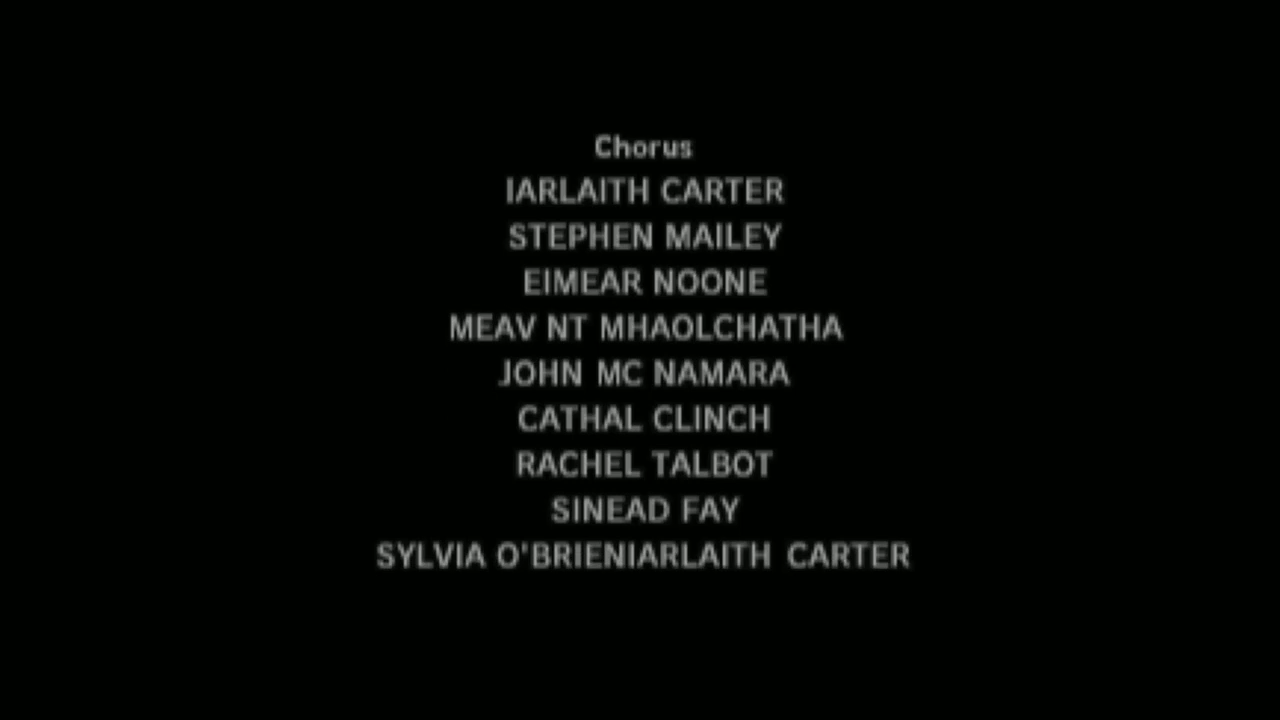 Chorus
IARLAITH CARTER
STEPHEN MAILEY
EIMEAR NOONE
MEAV NT MHAOLCHATHA
JOHN MC NAMARA
CATHAL CLINCH
RACHEL TALBOT
SINEAD FAY
SYLVIA O'BRIENIARLAITH CARTER